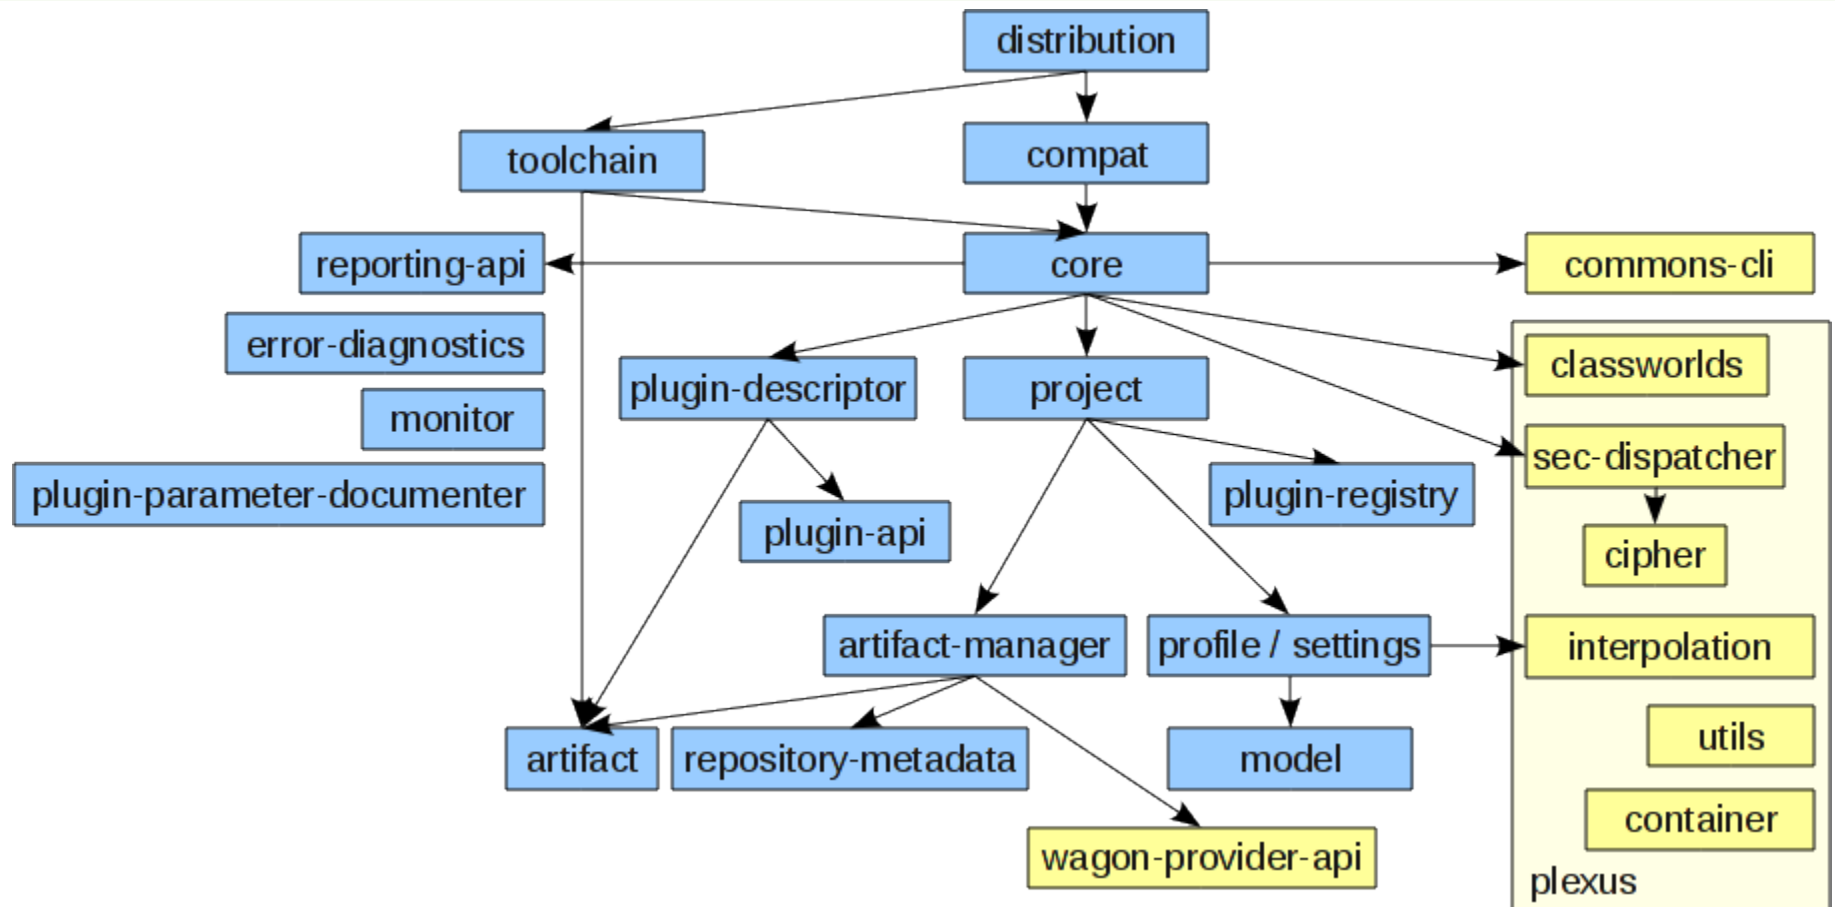 distribution
toolchain
compat
reporting-api
core
commons-cli
error-diagnostics
classworlds
plugin-descriptor
project
monitor
sec-dispatcher
plugin-parameter-documenter
plugin-registry
plugin-api
cipher
artifact-manager
profile / settings
interpolation
utils
artifact
repository-metadata
model
container
wagon-provider-api
plexus